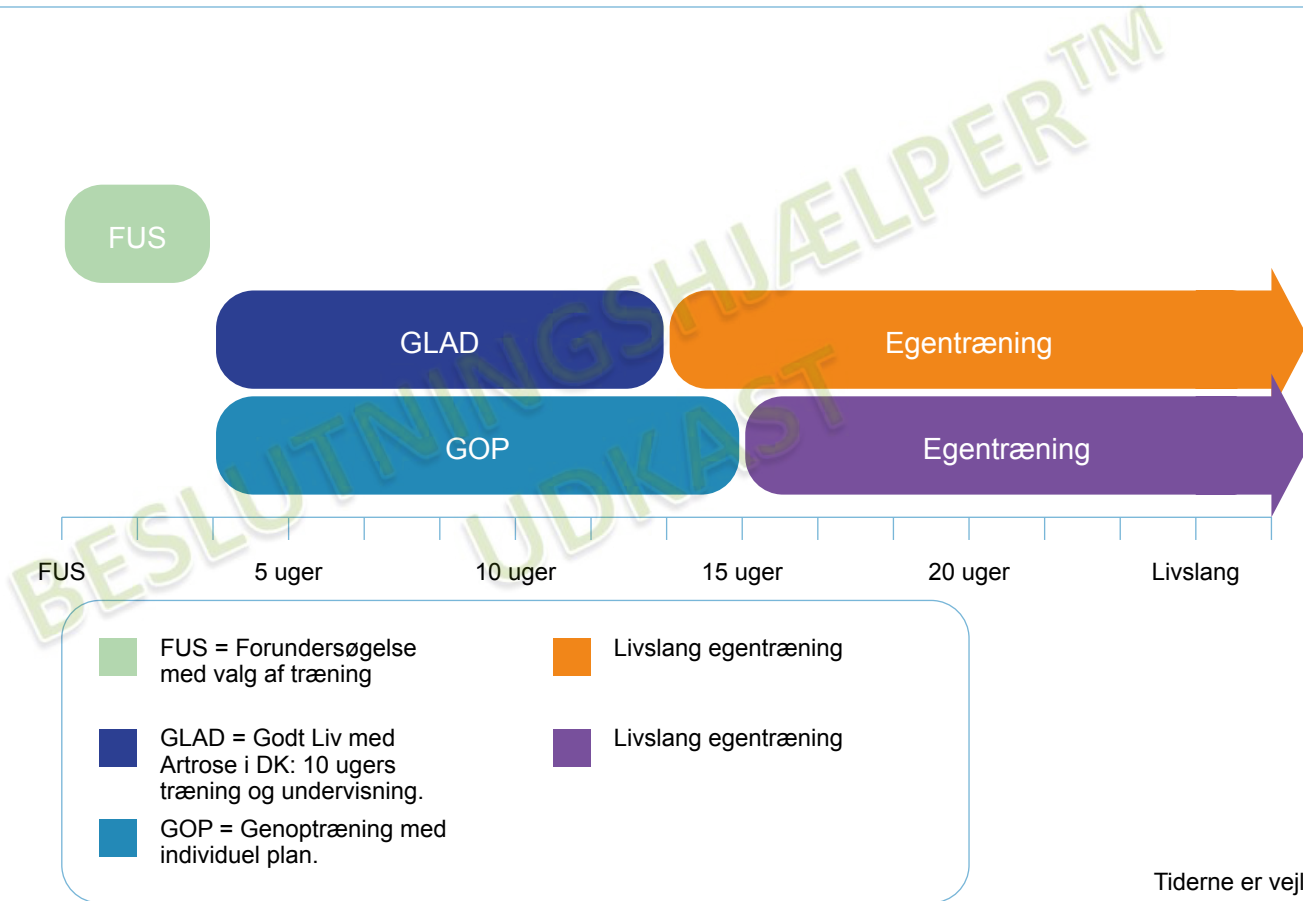 FUS
GLAD
Egentræning
GOP
Egentræning
BESLUTNINGSHJÆLPER™
UDKAST
FUS
5 uger
10 uger
15 uger
20 uger
Livslang
FUS = Forundersøgelse
med valg af træning
Livslang egentræning
GLAD = Godt Liv med
Artrose i DK: 10 ugers
træning og undervisning.
Livslang egentræning
GOP = Genoptræning med
individuel plan.
Tiderne er vejl